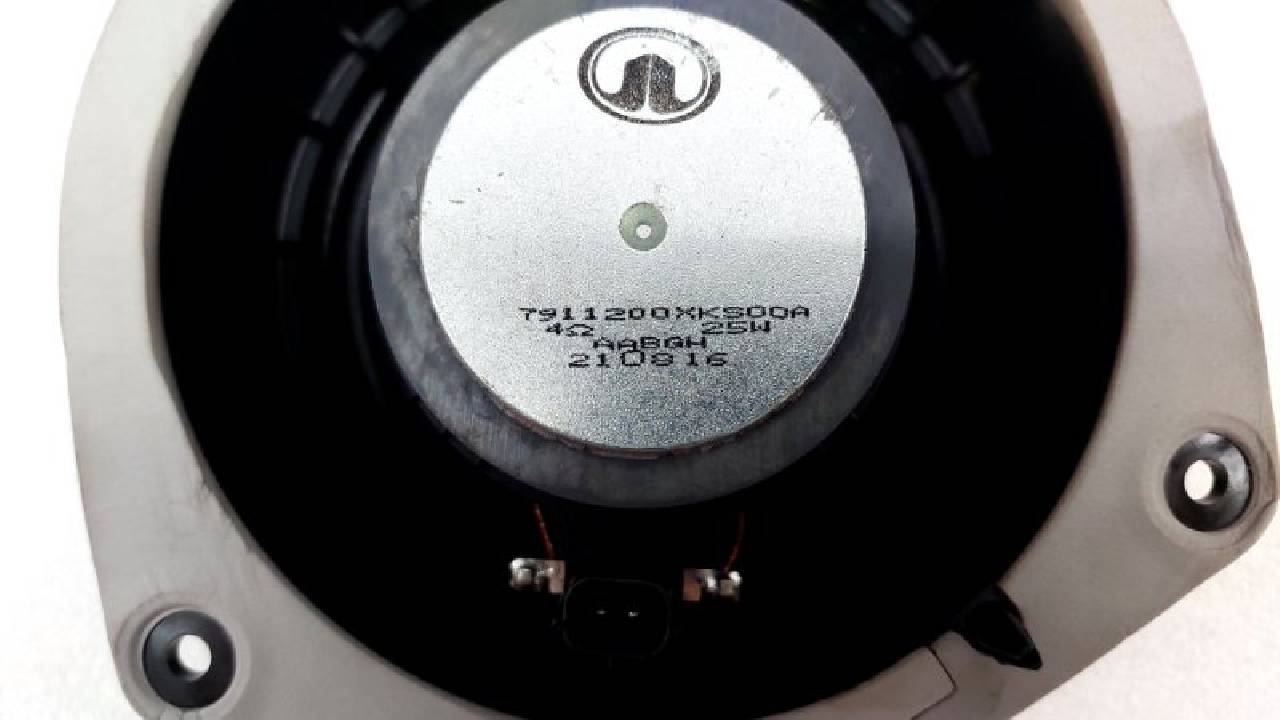 7911200XKS00A
4Ω 25W
AABGH
210816